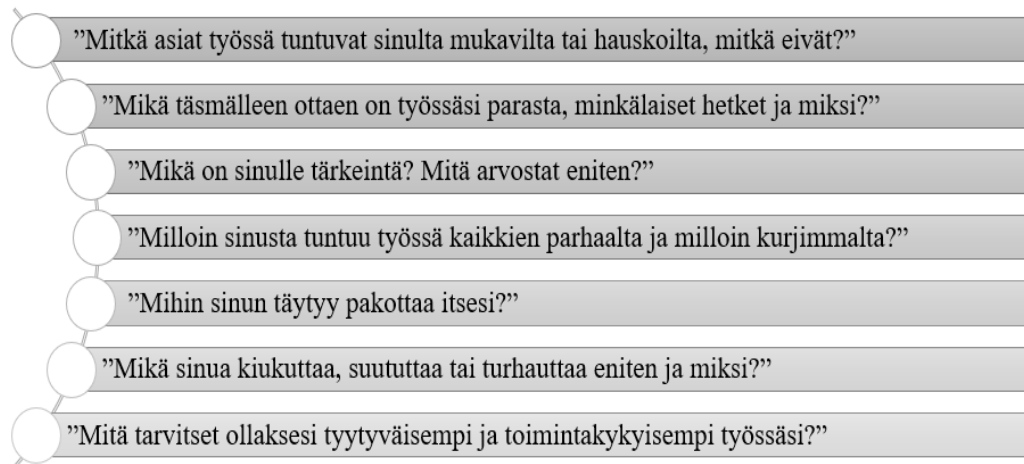 ”Mitkä asiat työssä tuntuvat sinulta mukavilta tai hauskoilta, mitkä eivät?”
”Mikä täsmälleen ottaen on työssäsi parasta, minkälaiset hetket ja miksi?”
”Mikä on sinulle tärkeintä? Mitä arvostat eniten?”
”Milloin sinusta tuntuu työssä kaikkien parhaalta ja milloin kurjimmalta?”
”Mihin sinun täytyy pakottaa itsesi?”
”Mikä sinua kiukuttaa, suututtaa tai turhauttaa eniten ja miksi?”
”Mitä tarvitset ollaksesi tyytyväisempi ja toimintakykyisempi työssäsi?”